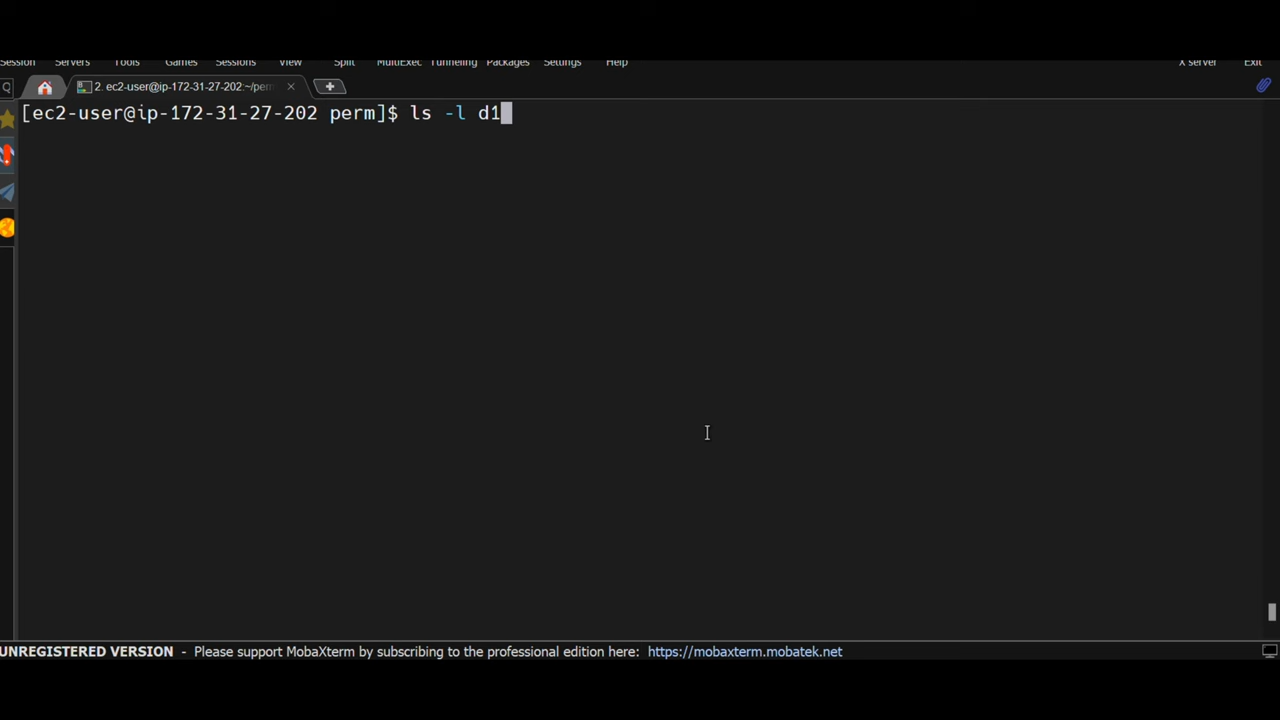 Session Servers Tools Games Sessions View Split MultiExec Tunneling Packages Settings Help X server Exit
2. ec2-user@ip-172-31-27-202:~/perm
[ec2-user@ip-172-31-27-202 perm]$ ls -l d1
UNREGISTERED VERSION - Please support MobaXterm by subscribing to the professional edition here: https://mobaxterm.mobatek.net